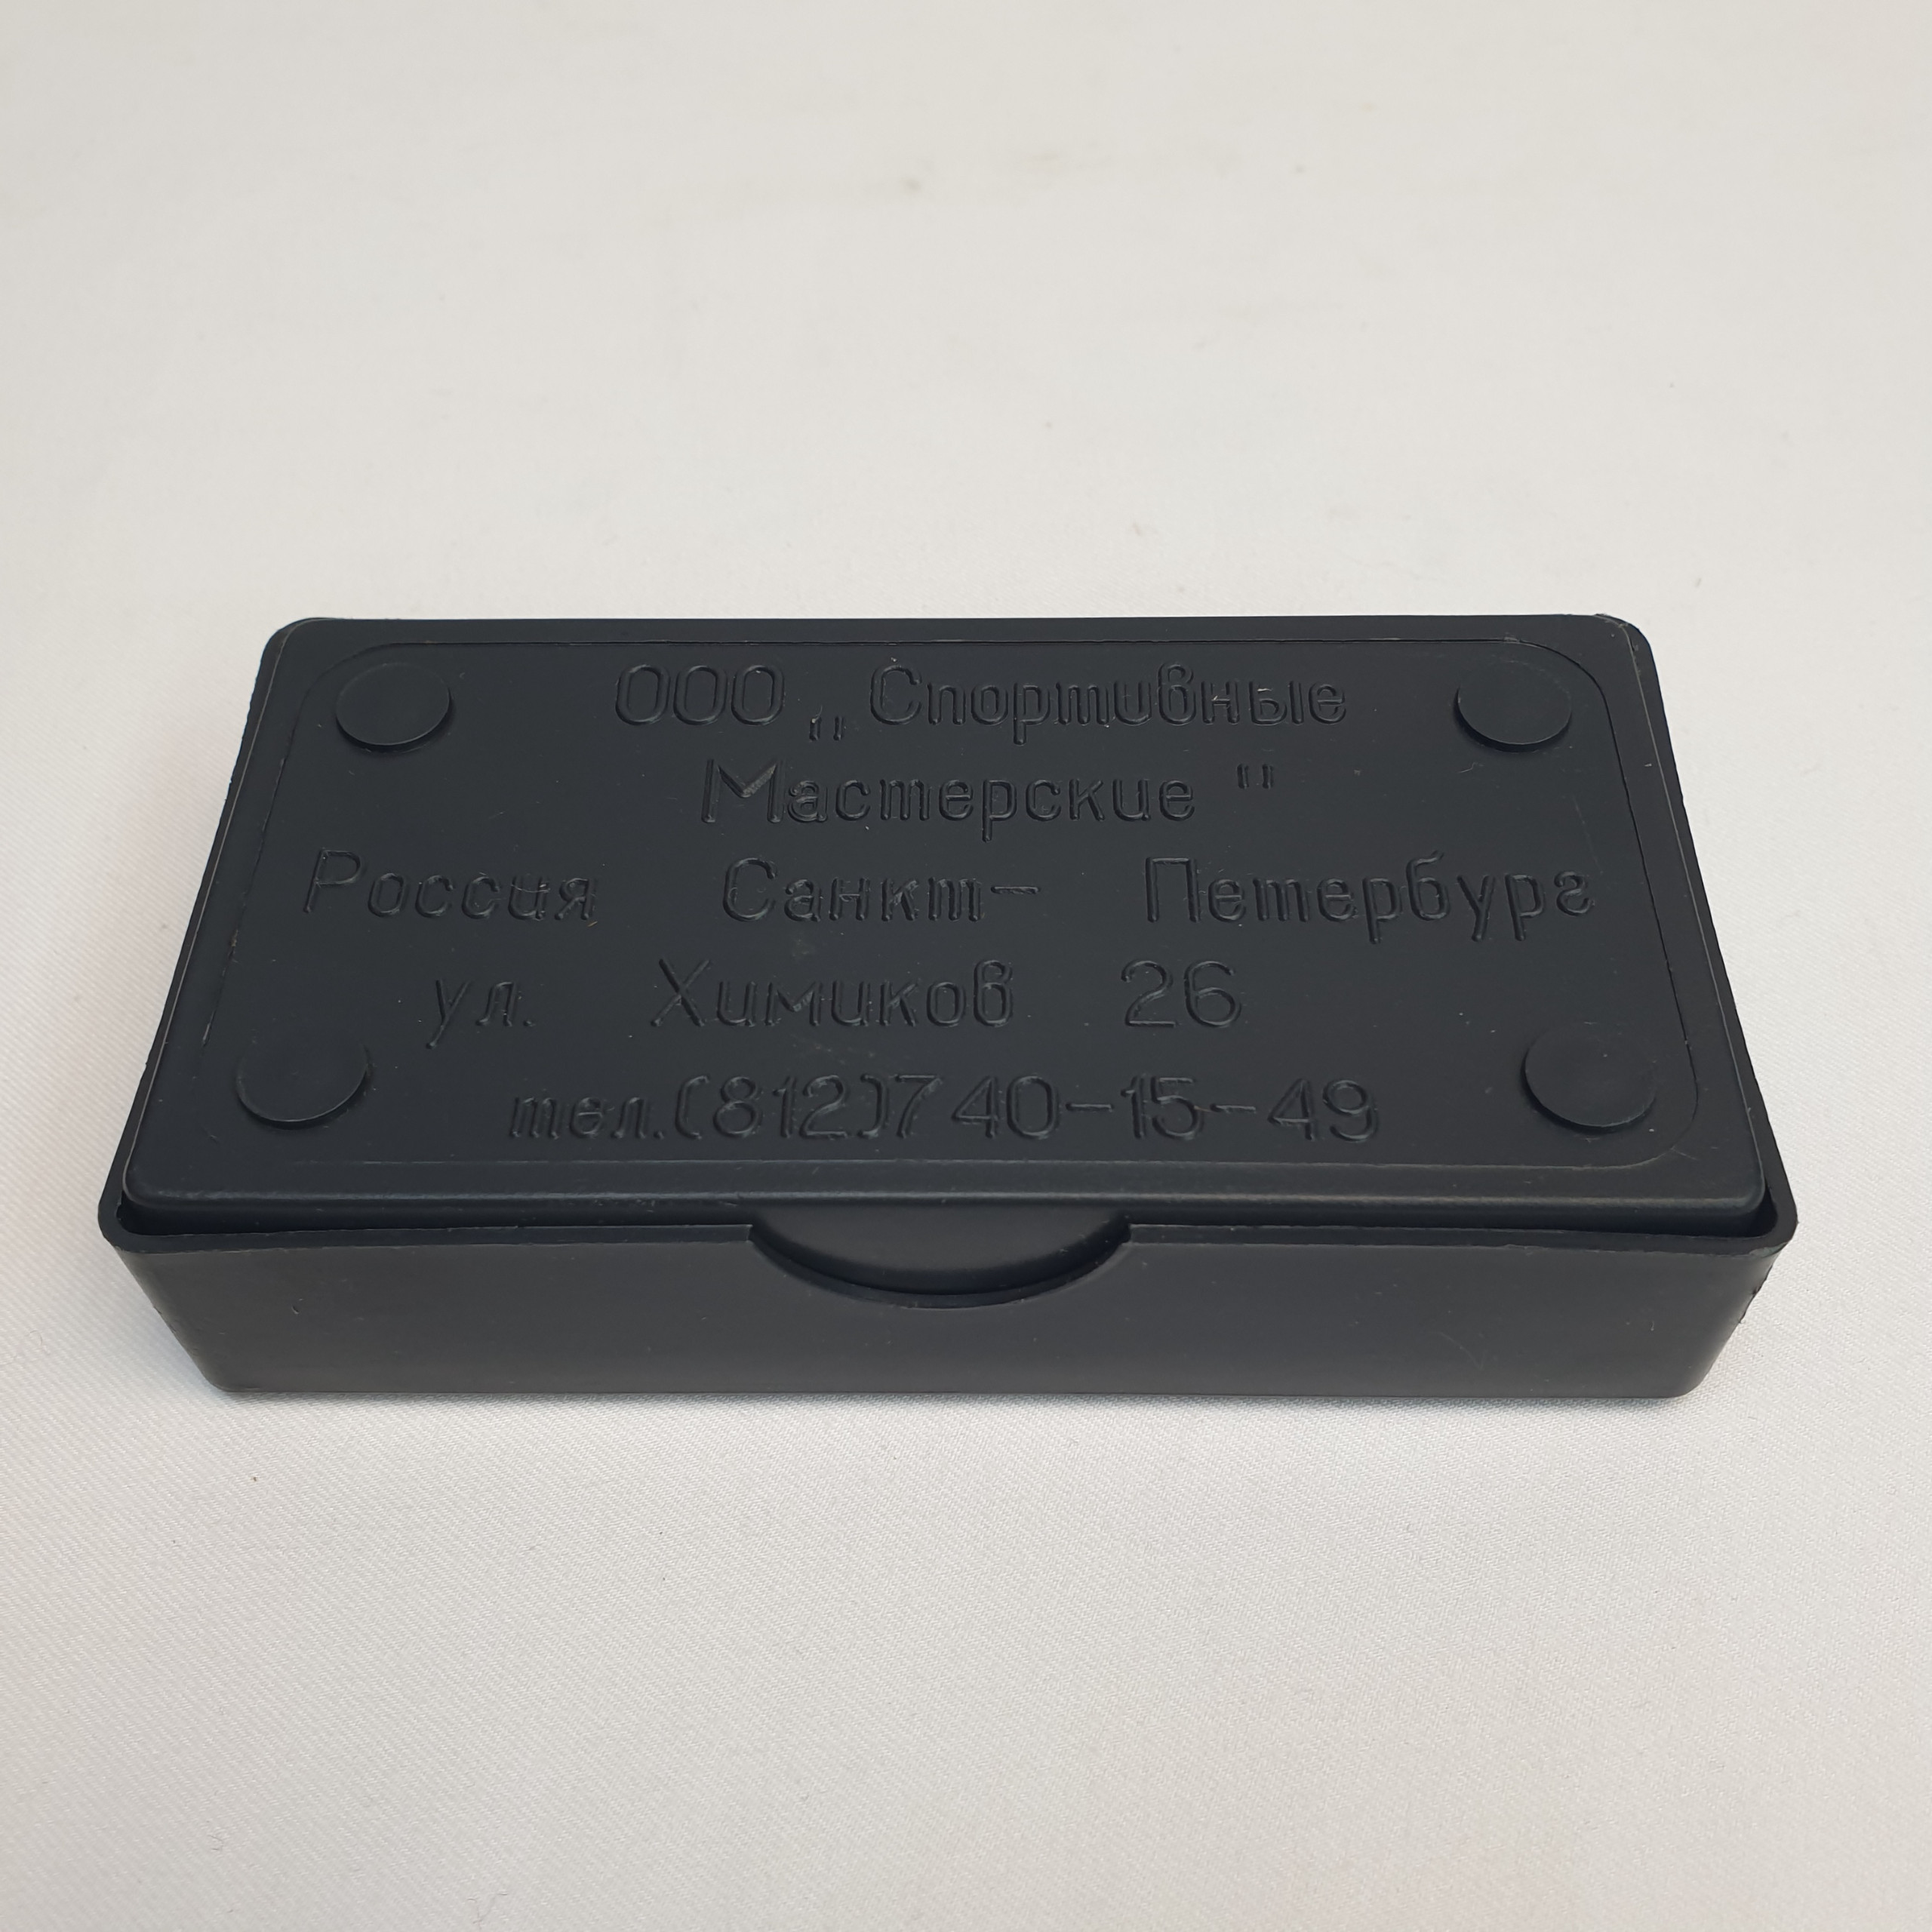 ООО „Спортивные
Мастерские"
Россия Санкт- Петербург
ул. Химиков 26
тел.(812)740-15-49